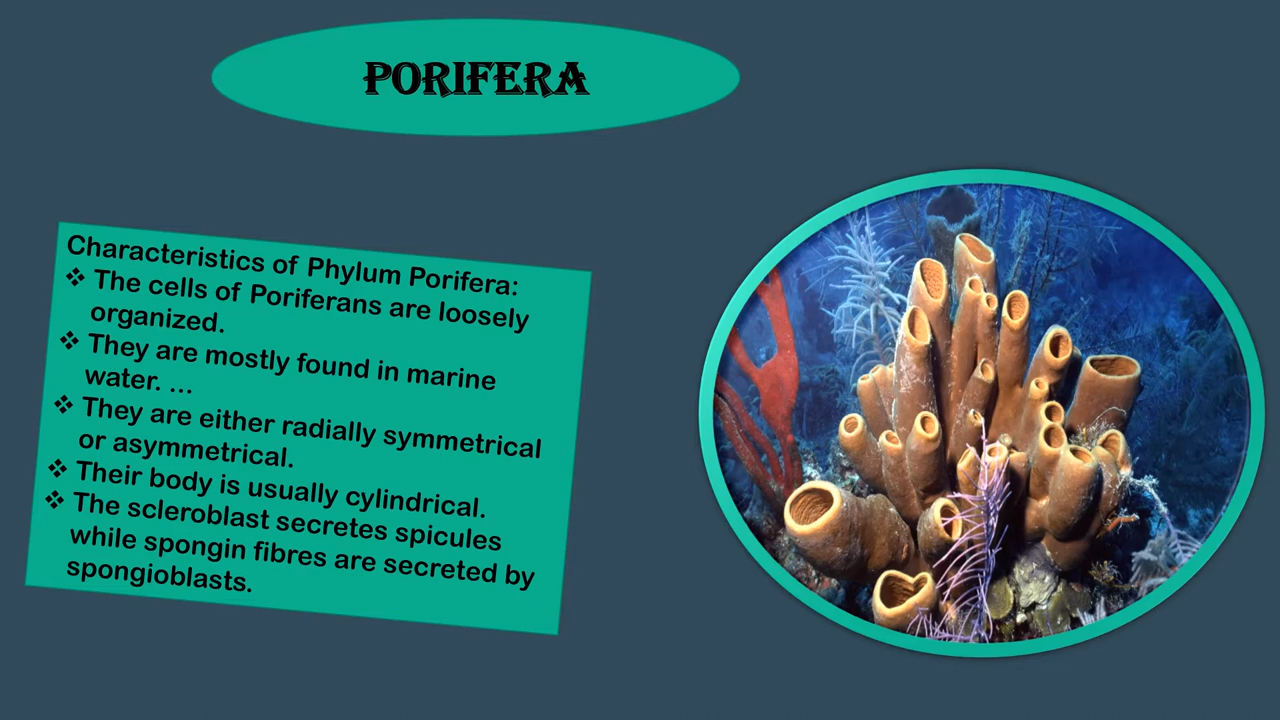 PORIFERA
Characteristics of Phylum Porifera:
❖ The cells of Poriferans are loosely
organized.
❖ They are mostly found in marine
water. ...
❖ They are either radially symmetrical
or asymmetrical.
❖ Their body is usually cylindrical.
❖ The scleroblast secretes spicules
while spongin fibres are secreted by
spongioblasts.